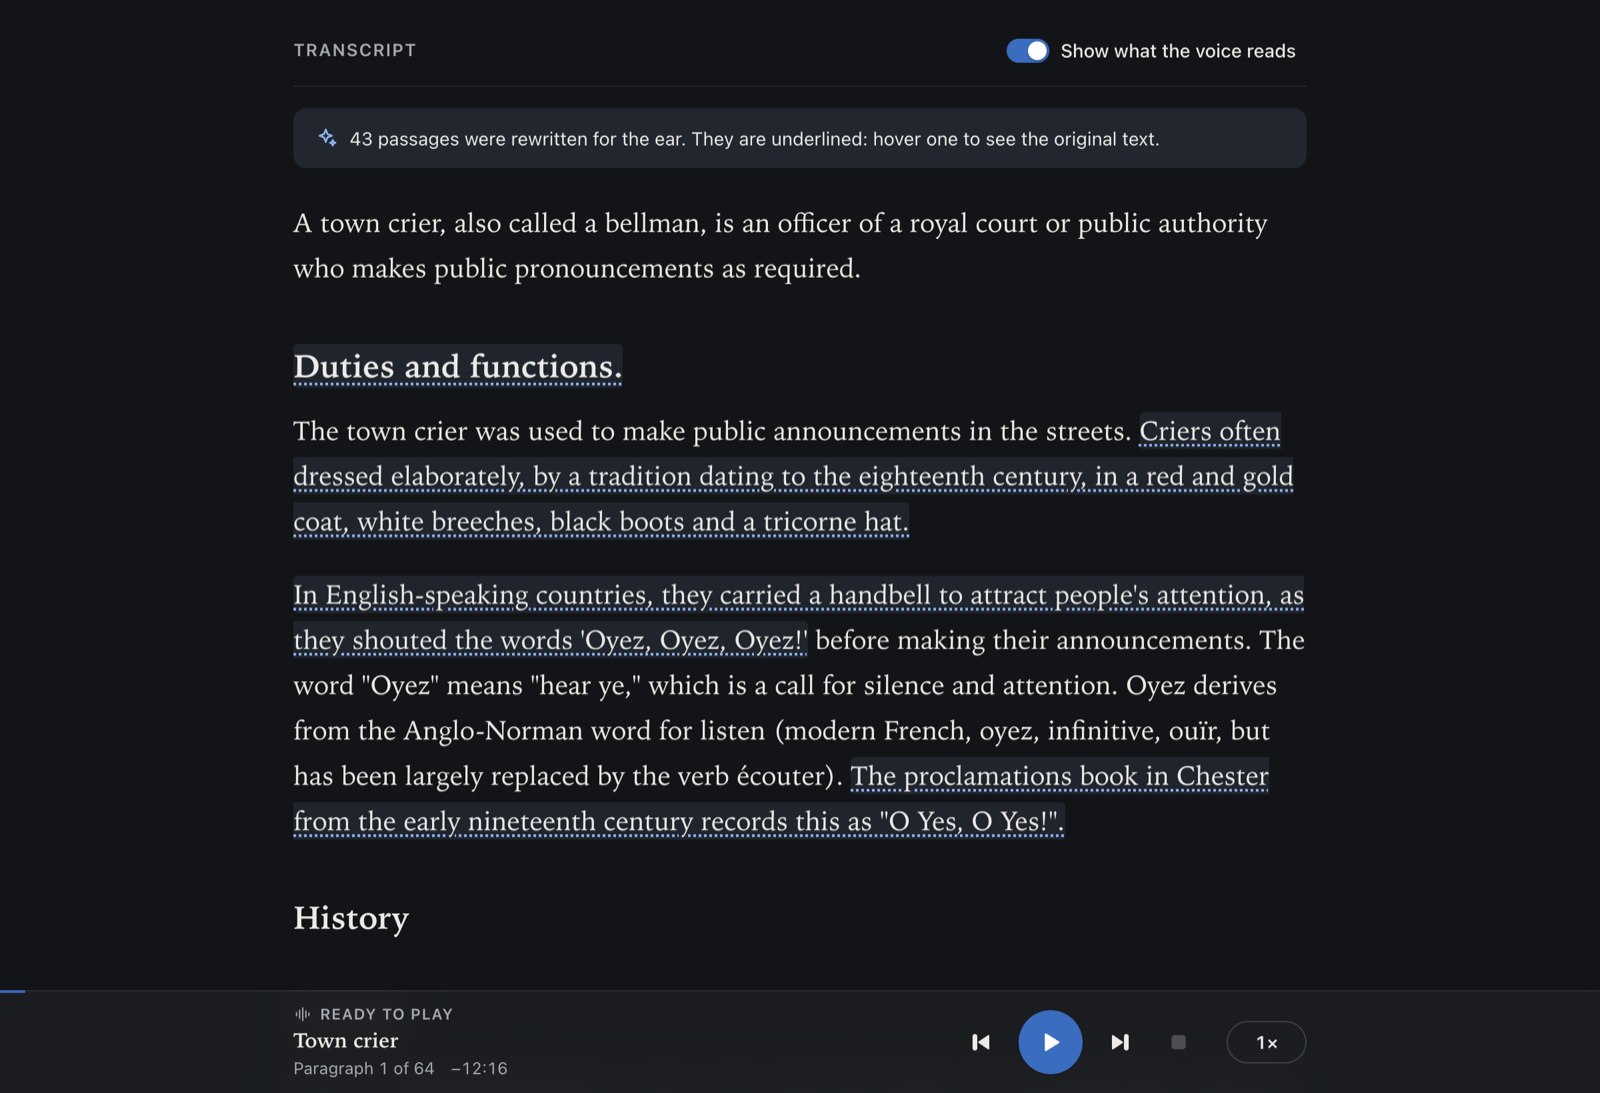 TRANSCRIPT
Show what the voice reads
43 passages were rewritten for the ear. They are underlined: hover one to see the original text.
A town crier, also called a bellman, is an officer of a royal court or public authority
who makes public pronouncements as required.
Duties and functions.
The town crier was used to make public announcements in the streets. Criers often
dressed elaborately, by a tradition dating to the eighteenth century, in a red and gold
coat, white breeches, black boots and a tricorne hat.
In English-speaking countries, they carried a handbell to attract people's attention, as
they shouted the words 'Oyez, Oyez, Oyez!' before making their announcements. The
word "Oyez" means "hear ye," which is a call for silence and attention. Oyez derives
from the Anglo-Norman word for listen (modern French, oyez, infinitive, ouïr, but
has been largely replaced by the verb écouter). The proclamations book in Chester
from the early nineteenth century records this as "O Yes, O Yes!".
History
READY TO PLAY
Town crier
Paragraph 1 of 64 −12:16
1×